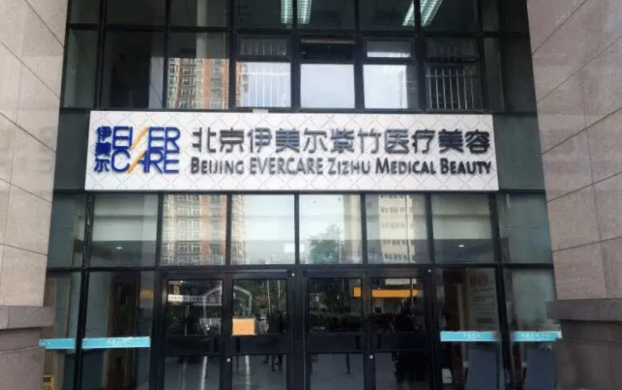 伊美尔 EVER CARE
北京伊美尔紫竹医疗美容
BEIJING EVERCARE ZIZHU MEDICAL BEAUTY